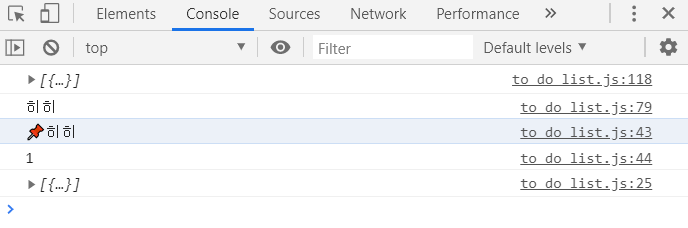 Elements Console Sources Network Performance »
top Filter Default levels ▼
▶ [{…}] to do list.js:118
히히 to do list.js:79
📌히히 to do list.js:43
1 to do list.js:44
▶ [{…}] to do list.js:25
>